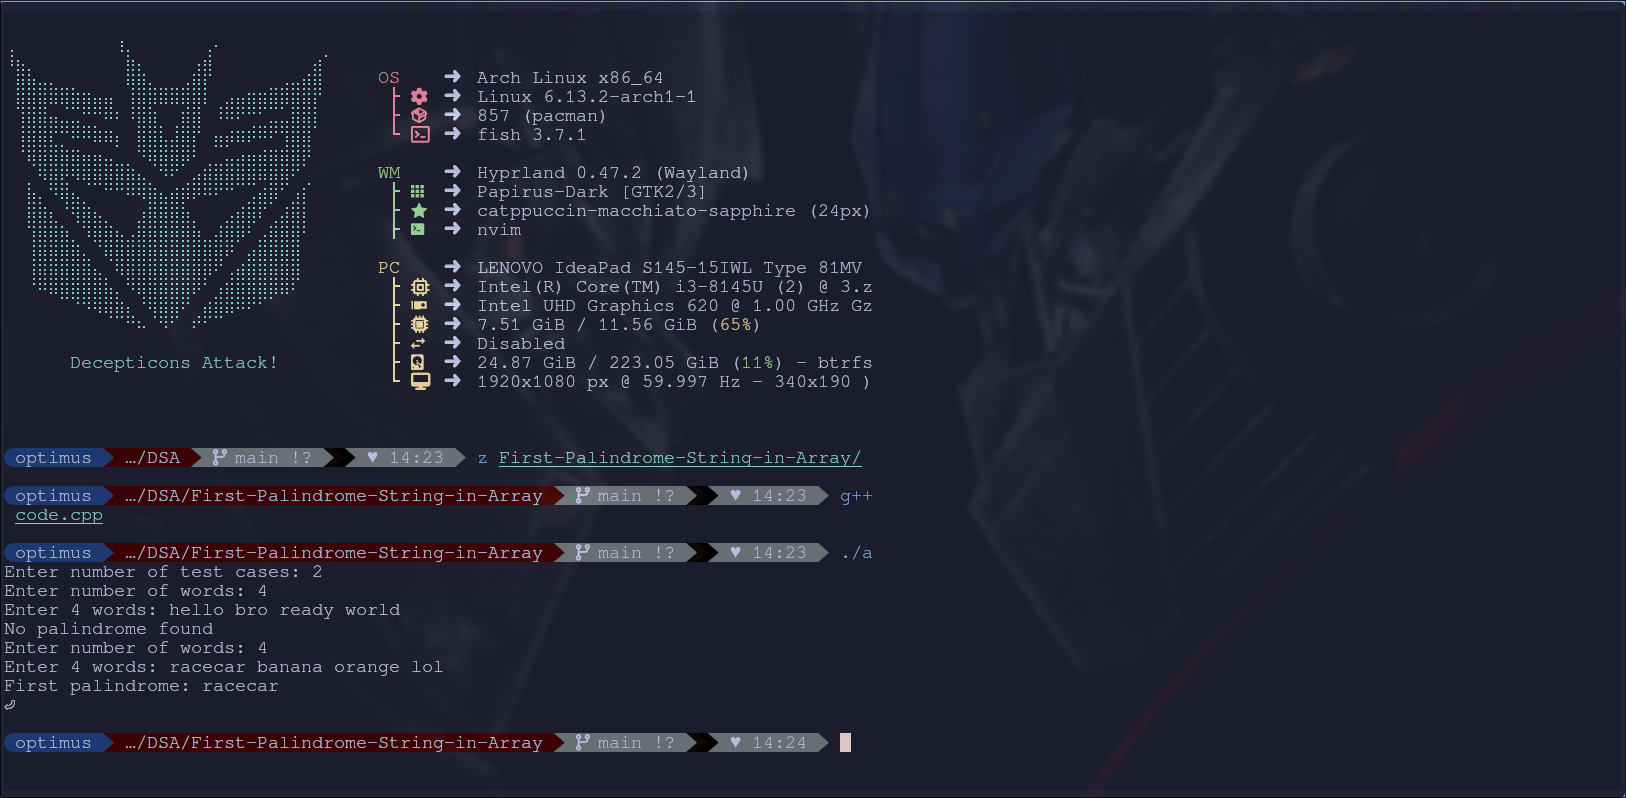 OS ➜ Arch Linux x86_64
➜ Linux 6.13.2-arch1-1
➜ 857 (pacman)
➜ fish 3.7.1
WM ➜ Hyprland 0.47.2 (Wayland)
➜ Papirus-Dark [GTK2/3]
➜ catppuccin-macchiato-sapphire (24px)
➜ nvim
PC ➜ LENOVO IdeaPad S145-15IWL Type 81MV
➜ Intel(R) Core(TM) i3-8145U (2) @ 3.z
➜ Intel UHD Graphics 620 @ 1.00 GHz Gz
➜ 7.51 GiB / 11.56 GiB (65%)
➜ Disabled
Decepticons Attack! ➜ 24.87 GiB / 223.05 GiB (11%) - btrfs
➜ 1920x1080 px @ 59.997 Hz - 340x190 )
optimus …/DSA main !? ♥ 14:23 z First-Palindrome-String-in-Array/
optimus …/DSA/First-Palindrome-String-in-Array main !? ♥ 14:23 g++
code.cpp
optimus …/DSA/First-Palindrome-String-in-Array main !? ♥ 14:23 ./a
Enter number of test cases: 2
Enter number of words: 4
Enter 4 words: hello bro ready world
No palindrome found
Enter number of words: 4
Enter 4 words: racecar banana orange lol
First palindrome: racecar
⏎
optimus …/DSA/First-Palindrome-String-in-Array main !? ♥ 14:24